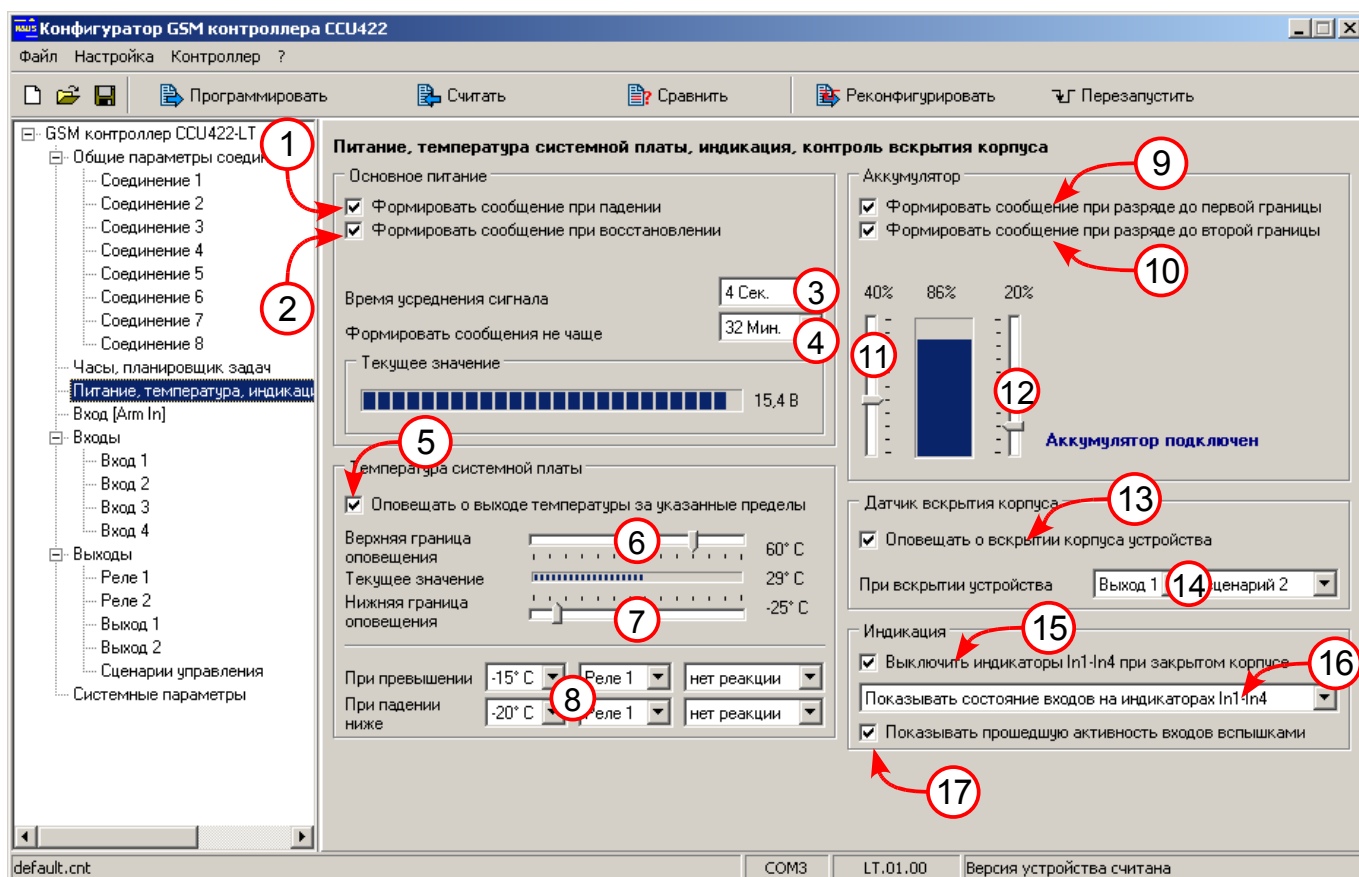 Конфигуратор GSM контроллера CCU422
Файл Настройка Контроллер ?
Программировать Считать Сравнить Реконфигурировать Перезапустить
GSM контроллер CCU422-LT
Общие параметры
Соединение 1
Соединение 2
Соединение 3
Соединение 4
Соединение 5
Соединение 6
Соединение 7
Соединение 8
Часы, планировщик задач
Питание, температура, индикаци
Вход [Arm In]
Входы
Вход 1
Вход 2
Вход 3
Вход 4
Выходы
Реле 1
Реле 2
Выход 1
Выход 2
Сценарии управления
Системные параметры
Питание, температура системной платы, индикация, контроль вскрытия корпуса
Основное питание
1
Формировать сообщение при падении
2
Формировать сообщение при восстановлении
Время усреднения сигнала 4 Сек. 3
Формировать сообщения не чаще 32 Мин. 4
Текущее значение
15,4 В
5
Температура системной платы
Оповещать о выходе температуры за указанные пределы
Верхняя граница оповещения 6 60° C
Текущее значение 29° C
Нижняя граница оповещения 7 -25° C
При превышении -15° C Реле 1 нет реакции
8
При падении ниже -20° C Реле 1 нет реакции
Аккумулятор
9
Формировать сообщение при разряде до первой границы
Формировать сообщение при разряде до второй границы
10
40% 86% 20%
11
12
Аккумулятор подключен
Датчик вскрытия корпуса
13
Оповещать о вскрытии корпуса устройства
При вскрытии устройства Выход 1 14 сценарий 2
Индикация
15
Выключить индикаторы In1-In4 при закрытом корпусе
16
Показывать состояние входов на индикаторах In1-In4
Показывать прошедшую активность входов вспышками
17
default.cnt COM3 LT.01.00 Версия устройства считана